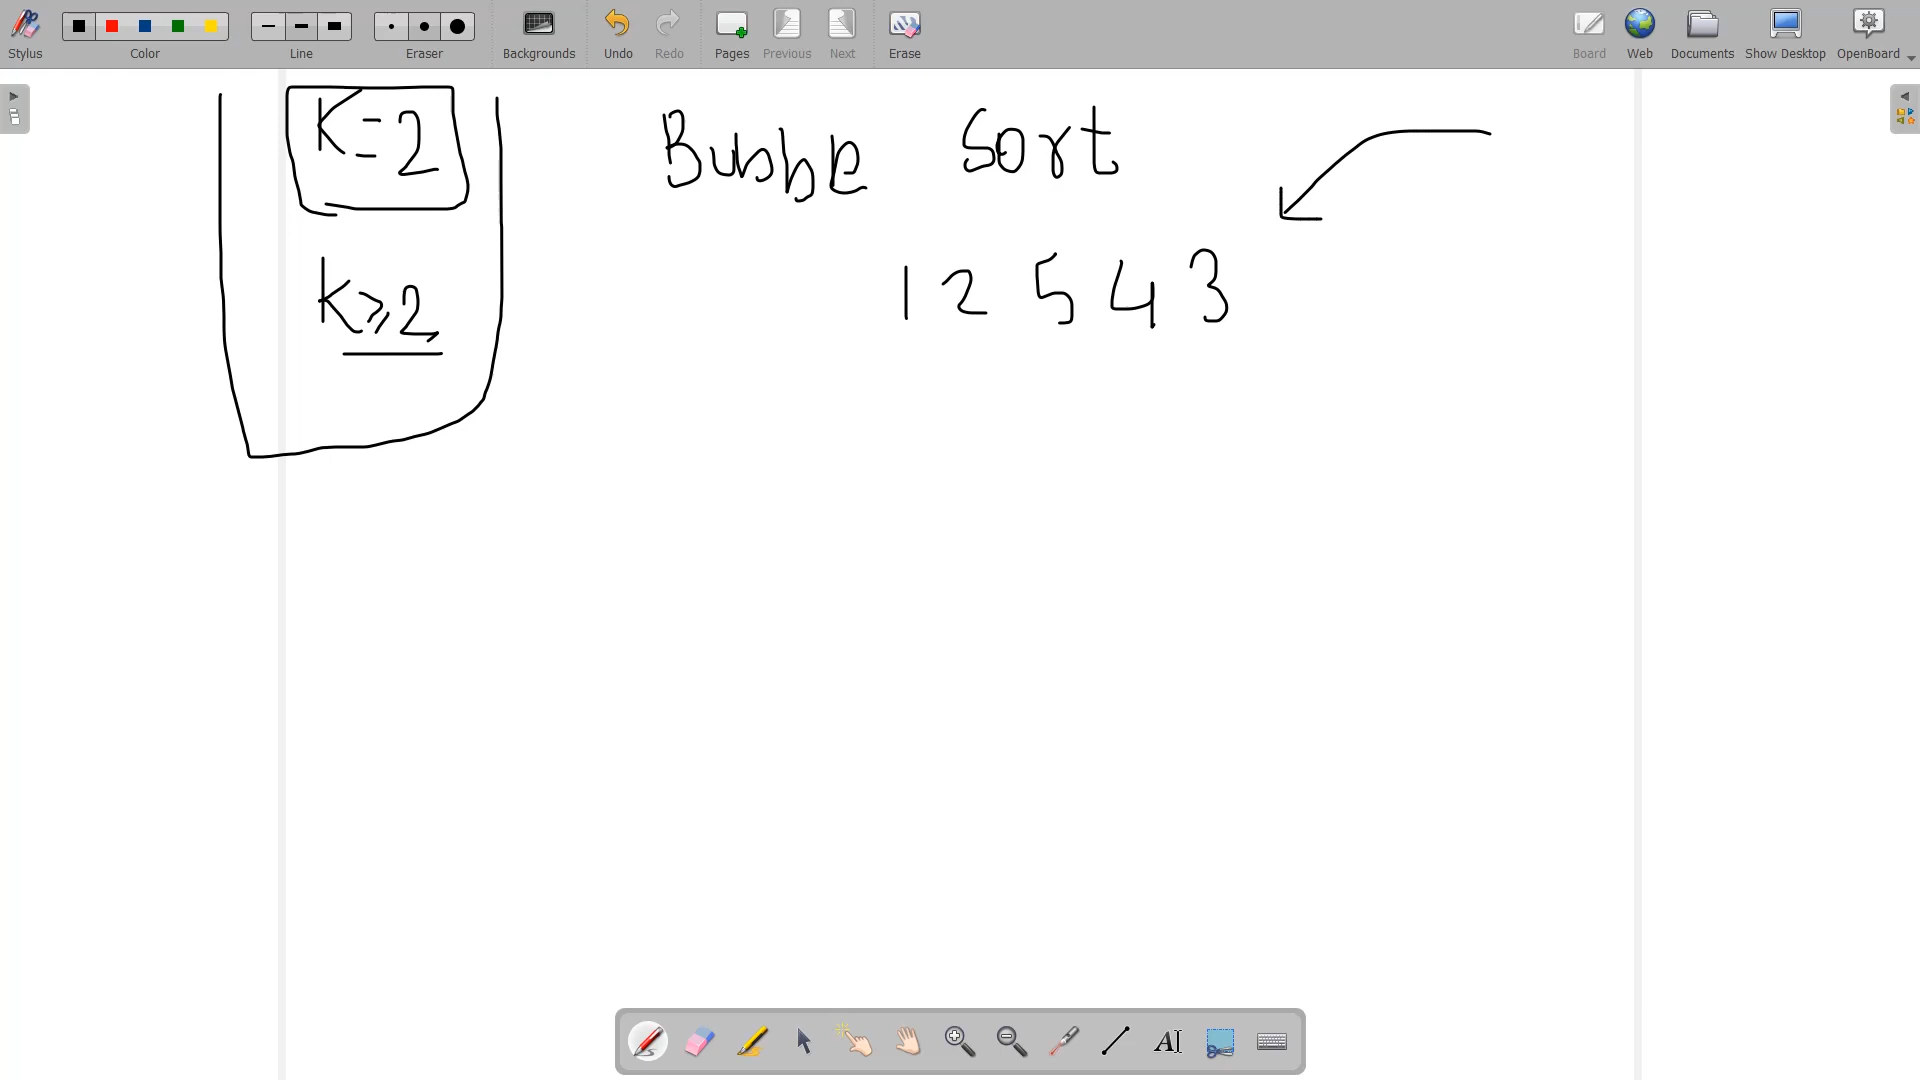 Stylus Color Line Eraser Backgrounds Undo Redo Pages Previous Next Erase Board Web Documents Show Desktop OpenBoard
K=2
Bubble Sort
K≥2
1 2 5 4 3